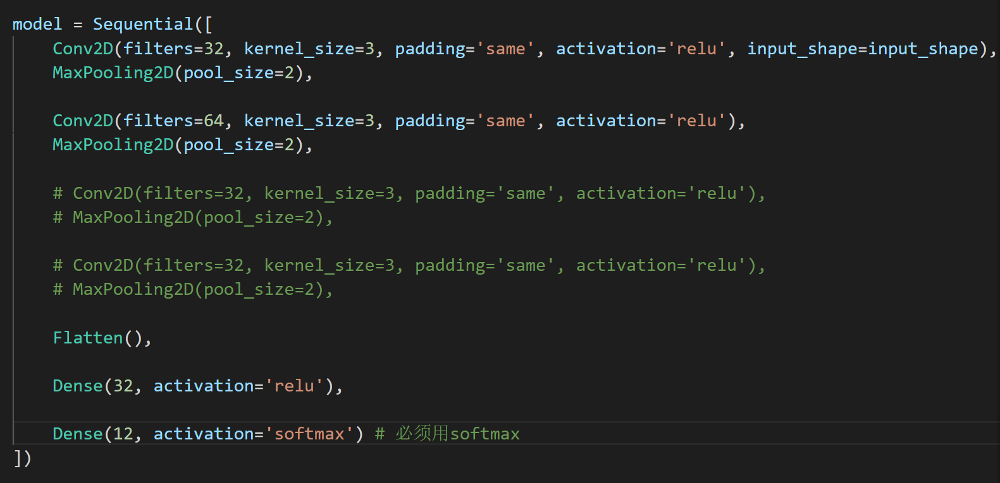 model = Sequential([
    Conv2D(filters=32, kernel_size=3, padding='same', activation='relu', input_shape=input_shape),
    MaxPooling2D(pool_size=2),

    Conv2D(filters=64, kernel_size=3, padding='same', activation='relu'),
    MaxPooling2D(pool_size=2),

    # Conv2D(filters=32, kernel_size=3, padding='same', activation='relu'),
    # MaxPooling2D(pool_size=2),

    # Conv2D(filters=32, kernel_size=3, padding='same', activation='relu'),
    # MaxPooling2D(pool_size=2),

    Flatten(),

    Dense(32, activation='relu'),

    Dense(12, activation='softmax') # 必须用softmax
])